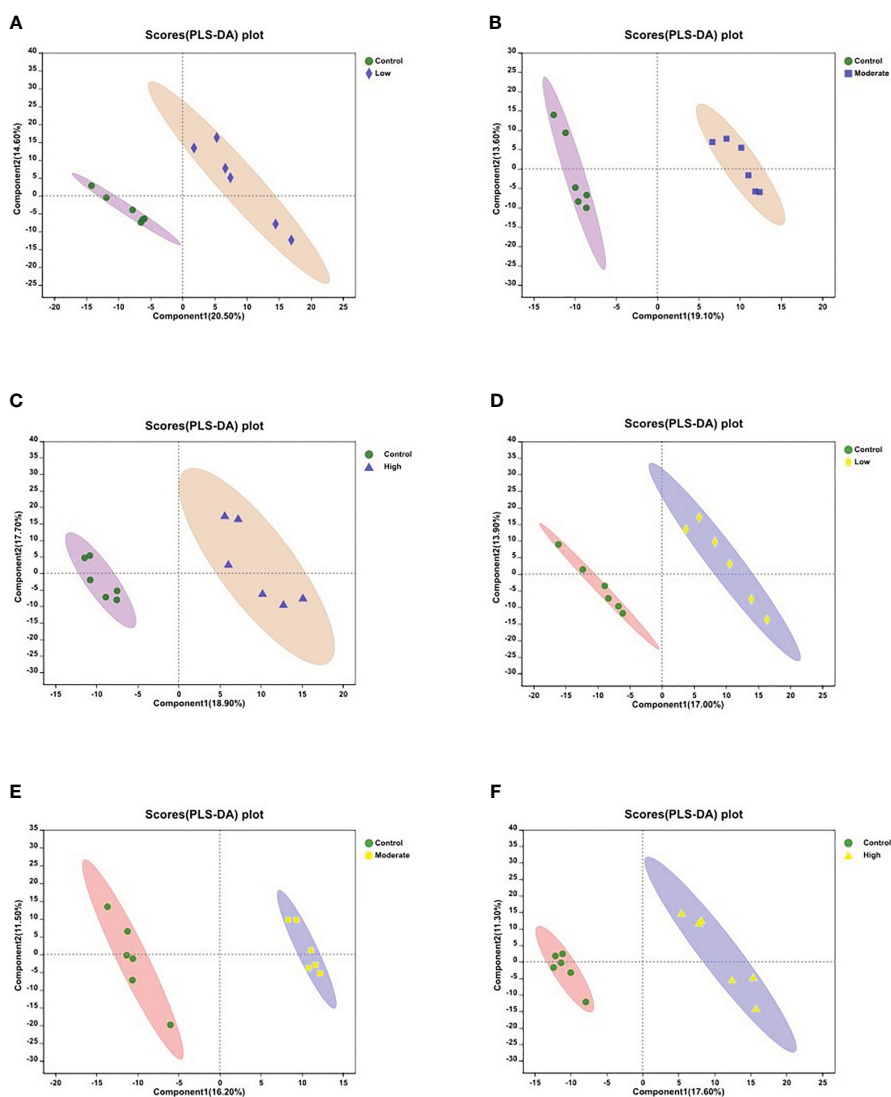 A
Scores(PLS-DA) plot
40
35
30
25
20
15
10
5
0
-5
-10
-15
-20
-25
Component2(14.60%)
-20 -15 -10 -5 0 5 10 15 20 25
Component1(20.50%)
Control
Low
B
Scores(PLS-DA) plot
30
25
20
15
10
5
0
-5
-10
-15
-20
-25
-30
Component2(13.60%)
-15 -10 -5 0 5 10 15 20
Component1(19.10%)
Control
Moderate
C
Scores(PLS-DA) plot
40
35
30
25
20
15
10
5
0
-5
-10
-15
-20
-25
-30
Component2(17.70%)
-15 -10 -5 0 5 10 15 20
Component1(18.90%)
Control
High
D
Scores(PLS-DA) plot
40
35
30
25
20
15
10
5
0
-5
-10
-15
-20
-25
-30
Component2(13.90%)
-20 -15 -10 -5 0 5 10 15 20 25
Component1(17.00%)
Control
Low
E
Scores(PLS-DA) plot
35
30
25
20
15
10
5
0
-5
-10
-15
-20
-25
-30
Component2(11.50%)
-20 -15 -10 -5 0 5 10 15
Component1(16.20%)
Control
Moderate
F
Scores(PLS-DA) plot
40
35
30
25
20
15
10
5
0
-5
-10
-15
-20
-25
-30
Component2(11.30%)
-15 -10 -5 0 5 10 15 20 25
Component1(17.60%)
Control
High